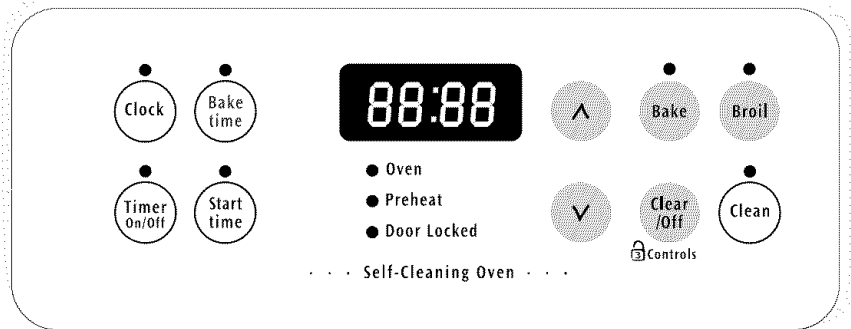 Clock
Bake
time
88:88
Bake
Broil
Oven
Preheat
Door Locked
Timer
On/Off
Start
time
Clear
/Off
Clean
3 Controls
· · · Self-Cleaning Oven · · ·